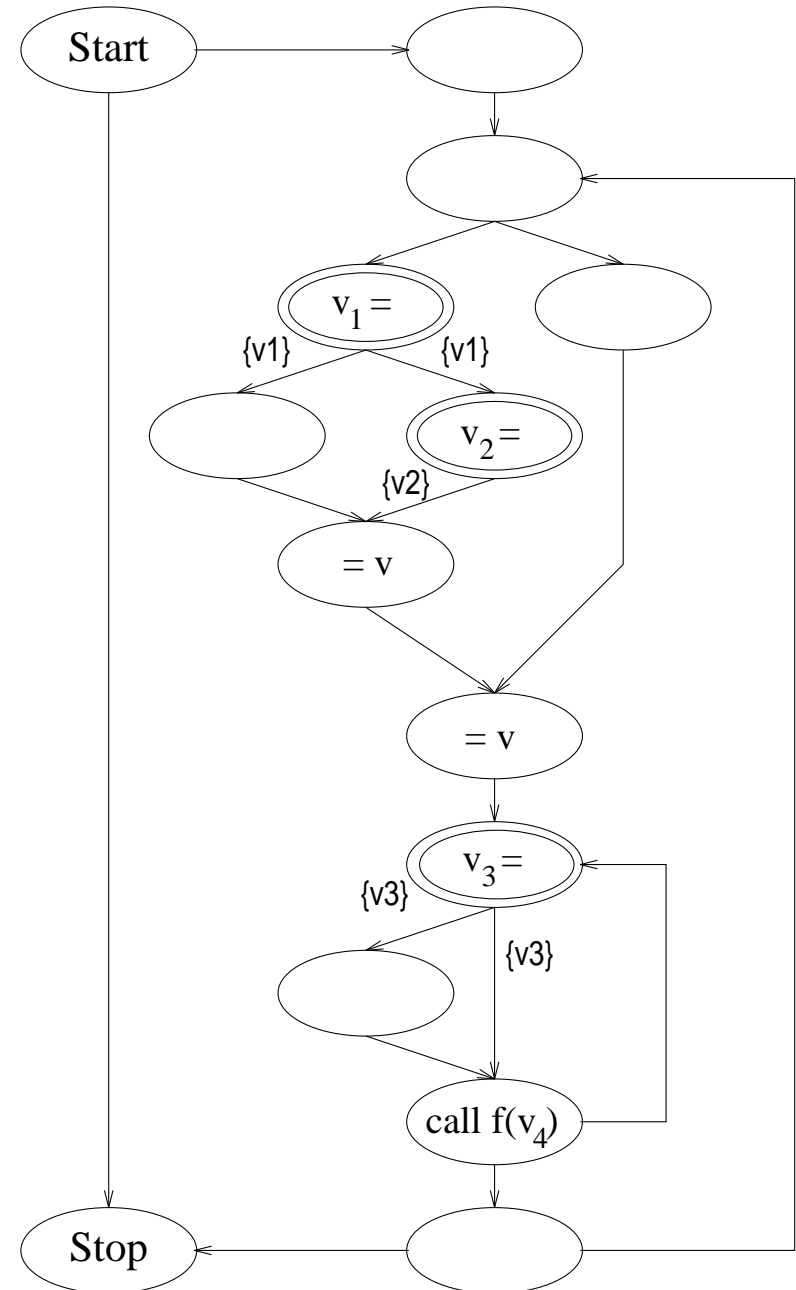 Start
v₁ =
{v1} {v1}
v₂ =
{v2}
= v
= v
v₃ =
{v3}
{v3}
call f(v₄)
Stop